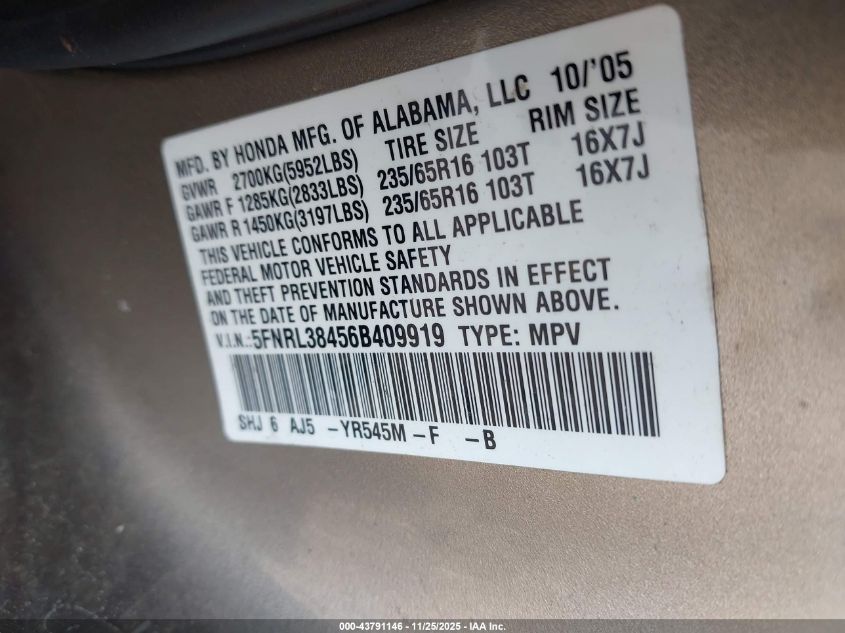 MFD. BY HONDA MFG. OF ALABAMA, LLC 10/'05
GVWR 2700KG(5952LBS) TIRE SIZE RIM SIZE
GAWR F 1285KG(2833LBS) 235/65R16 103T 16X7J
GAWR R 1450KG(3197LBS) 235/65R16 103T 16X7J
THIS VEHICLE CONFORMS TO ALL APPLICABLE
FEDERAL MOTOR VEHICLE SAFETY
AND THEFT PREVENTION STANDARDS IN EFFECT
ON THE DATE OF MANUFACTURE SHOWN ABOVE.
V.I.N.:5FNRL38456B409919 TYPE: MPV
SHJ 6 AJ5 -YR545M -F -B
000-43791146 - 11/25/2025 - IAA Inc.